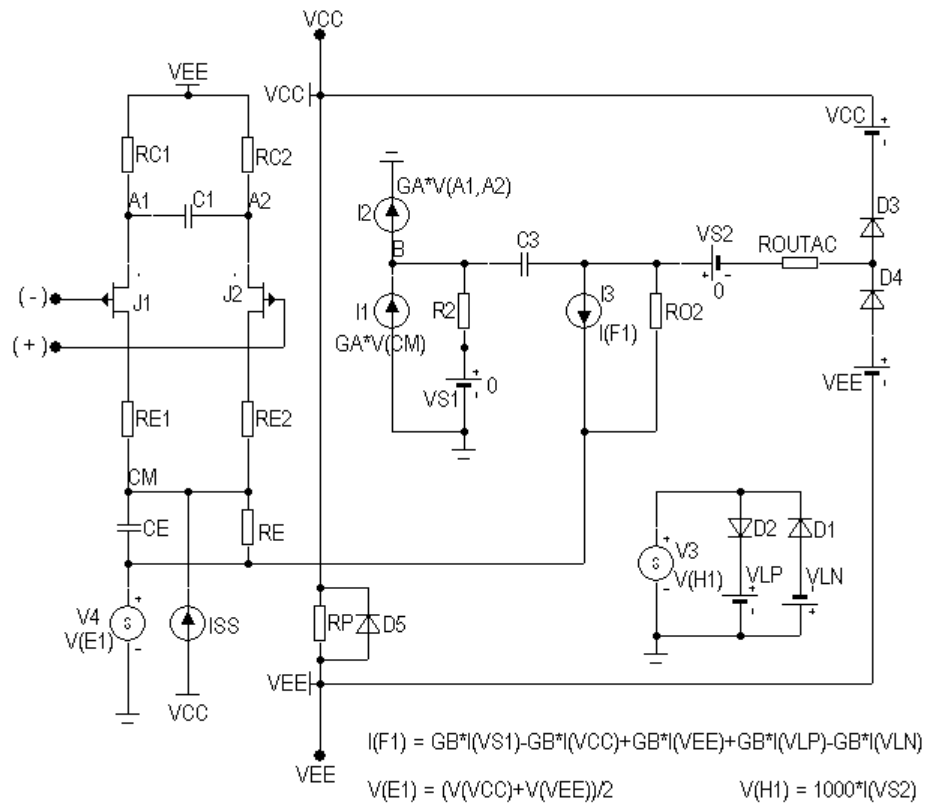 VCC
VEE
VCC
VCC
+
-
RC1
RC2
GA*V(A1,A2)
D3
A1
C1
A2
I2
B
C3
VS2
ROUTAC
+
-
0
D4
(-)
J1
J2
I1
R2
I3
RO2
(+)
GA*V(CM)
I(F1)
+
-
VS1
0
VEE
+
-
RE1
RE2
CM
CE
RE
D2
D1
+
-
S
V3
V(H1)
VLP
+
-
VLN
-
+
V4
V(E1)
+
-
S
ISS
RP
D5
VCC
VEE
I(F1) = GB*I(VS1)-GB*I(VCC)+GB*I(VEE)+GB*I(VLP)-GB*I(VLN)
VEE
V(E1) = (V(VCC)+V(VEE))/2
V(H1) = 1000*I(VS2)